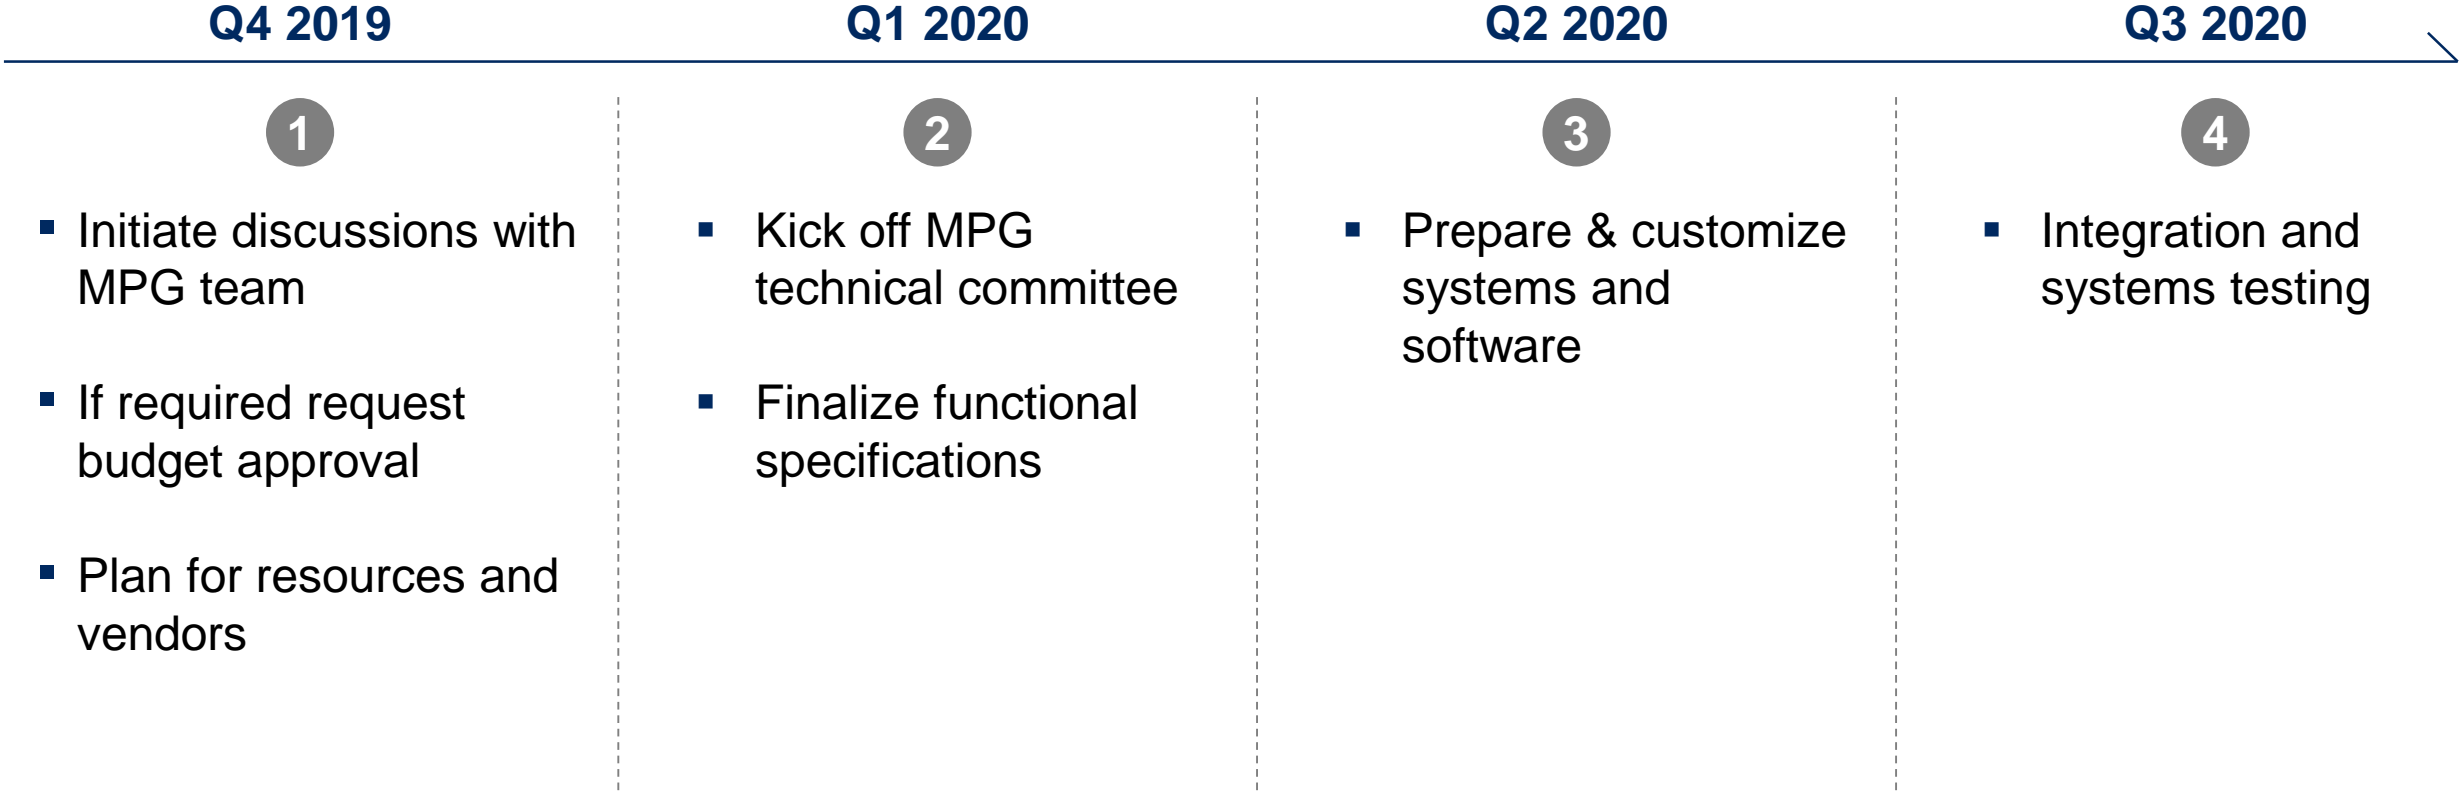 Q4 2019
Q1 2020
Q2 2020
Q3 2020
1
▪ Initiate discussions with
MPG team
▪ If required request
budget approval
▪ Plan for resources and
vendors
2
▪ Kick off MPG
technical committee
▪ Finalize functional
specifications
3
▪ Prepare & customize
systems and
software
4
▪ Integration and
systems testing